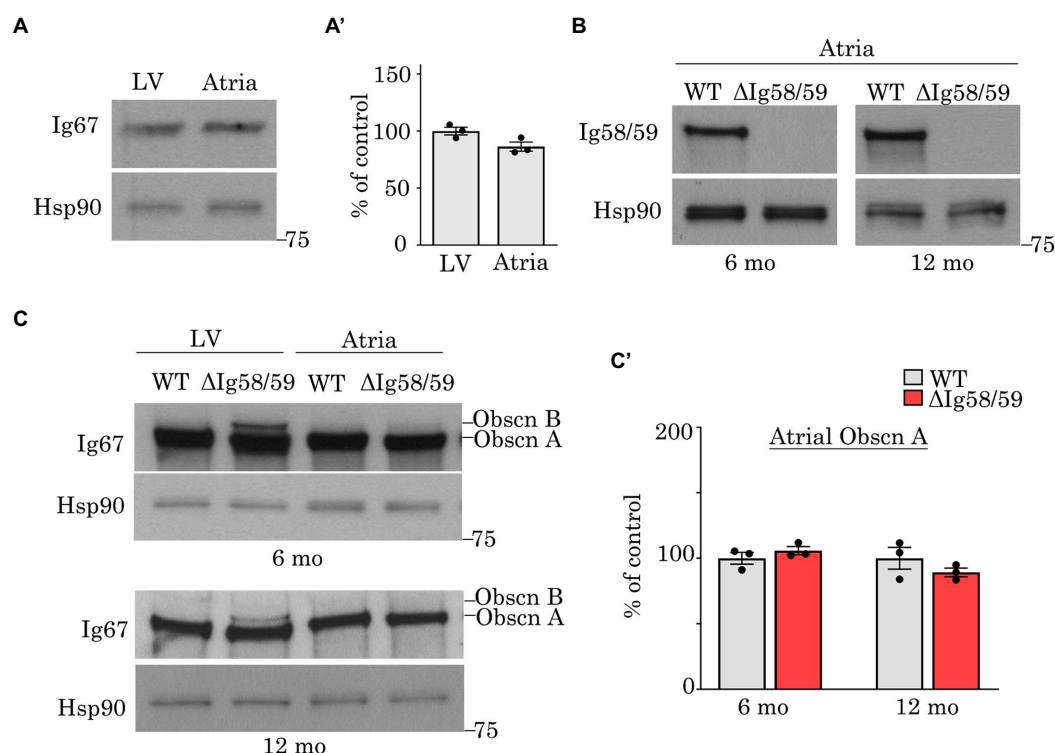 A
LV Atria
Ig67
Hsp90
–75
A’
% of control
150
100
50
0
LV Atria
B
Atria
WT ΔIg58/59 WT ΔIg58/59
Ig58/59
Hsp90
–75
6 mo 12 mo
C
LV Atria
WT ΔIg58/59 WT ΔIg58/59
Ig67
–Obscn B
–Obscn A
Hsp90
–75
6 mo
Ig67
–Obscn B
–Obscn A
Hsp90
–75
12 mo
C’
WT
ΔIg58/59
Atrial Obscn A
% of control
200
100
0
6 mo 12 mo